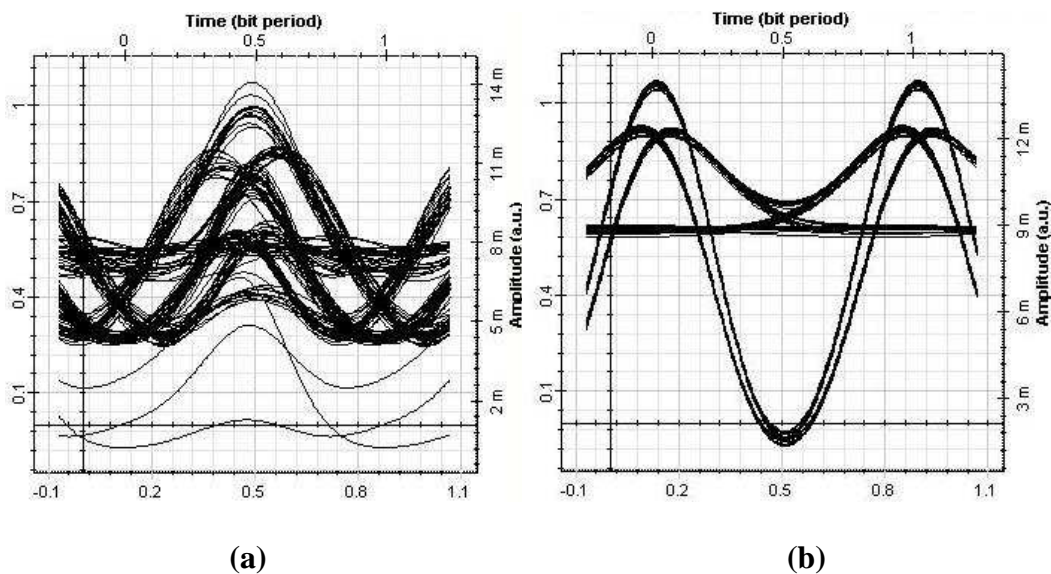 Time (bit period)
0 0.5 1
1
0.7
0.4
0.1
14 m
11 m
8 m
5 m
2 m
Amplitude (a.u.)
-0.1 0.2 0.5 0.8 1.1
(a)
Time (bit period)
0 0.5 1
1
0.7
0.4
0.1
12 m
9 m
6 m
3 m
Amplitude (a.u.)
-0.1 0.2 0.5 0.8 1.1
(b)